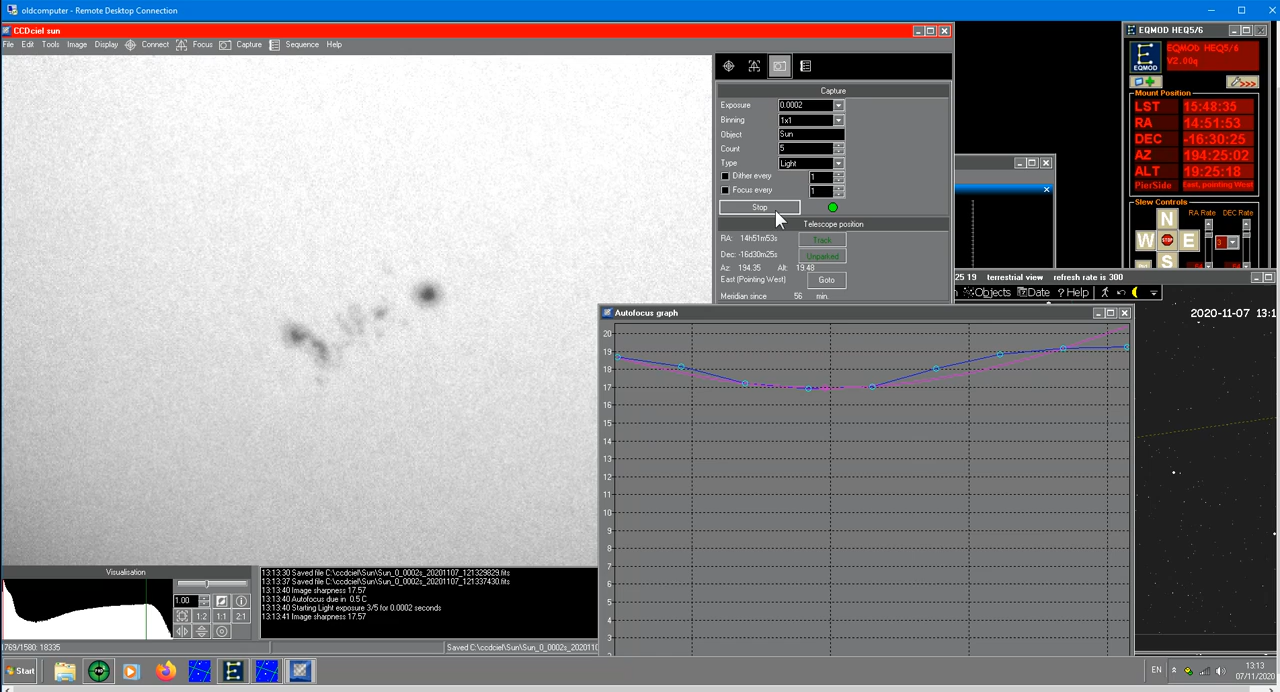 oldcomputer - Remote Desktop Connection
CCDciel sun
File Edit Tools Image Display Connect Focus Capture Sequence Help
Capture
Exposure 0.0002
Binning 1x1
Object Sun
Count 5
Type Light
Dither every 1
Focus every 1
Stop
Telescope position
RA: 14h51m53s Track
Dec: -16d30m25s Unparked
Az: 194.35 Alt: 19.48
East (Pointing West) Goto
Meridian since 56 min.
EQMOD HEQ5/6
EQMOD
EQMOD HEQ5/6
V2.00q
Mount Position
LST 15:48:35
RA 14:51:53
DEC -16:30:25
AZ 194:25:02
ALT 19:25:18
PierSide East, pointing West
Slew Controls
RA Rate DEC Rate
N
W STOP E 3
S
25 19 terrestrial view refresh rate is 300
Objects Date ? Help
2020-11-07 13:1
Autofocus graph
20
19
18
17
16
15
14
13
12
11
10
9
8
7
6
5
4
3
Visualisation
1.00
1:2 1:1 2:1
13:13:30 Saved file C:\ccdciel\Sun\Sun_0_0002s_20201107_121329829.fits
13:13:37 Saved file C:\ccdciel\Sun\Sun_0_0002s_20201107_121337430.fits
13:13:40 Image sharpness 17.57
13:13:40 Autofocus due in 0.5 C
13:13:40 Starting Light exposure 3/5 for 0.0002 seconds
13:13:41 Image sharpness 17.57
1769/1580: 18335
Saved C:\ccdciel\Sun\Sun_0_0002s_202011
Start
EN
13:13
07/11/2020